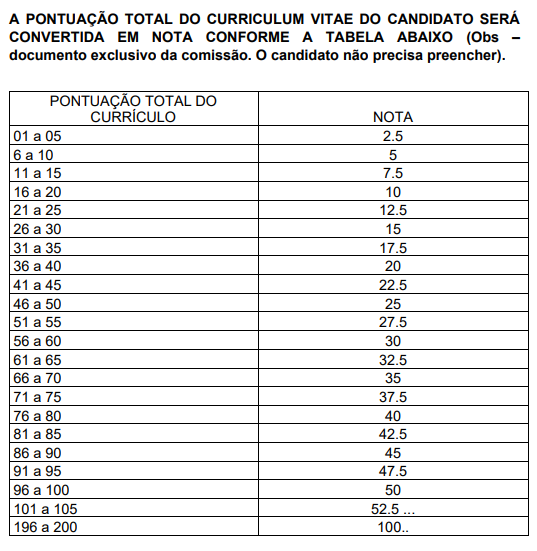 A PONTUAÇÃO TOTAL DO CURRICULUM VITAE DO CANDIDATO SERÁ
CONVERTIDA EM NOTA CONFORME A TABELA ABAIXO (Obs –
documento exclusivo da comissão. O candidato não precisa preencher).
PONTUAÇÃO TOTAL DO
CURRÍCULO NOTA
01 a 05 2.5
6 a 10 5
11 a 15 7.5
16 a 20 10
21 a 25 12.5
26 a 30 15
31 a 35 17.5
36 a 40 20
41 a 45 22.5
46 a 50 25
51 a 55 27.5
56 a 60 30
61 a 65 32.5
66 a 70 35
71 a 75 37.5
76 a 80 40
81 a 85 42.5
86 a 90 45
91 a 95 47.5
96 a 100 50
101 a 105 52.5 ...
196 a 200 100..